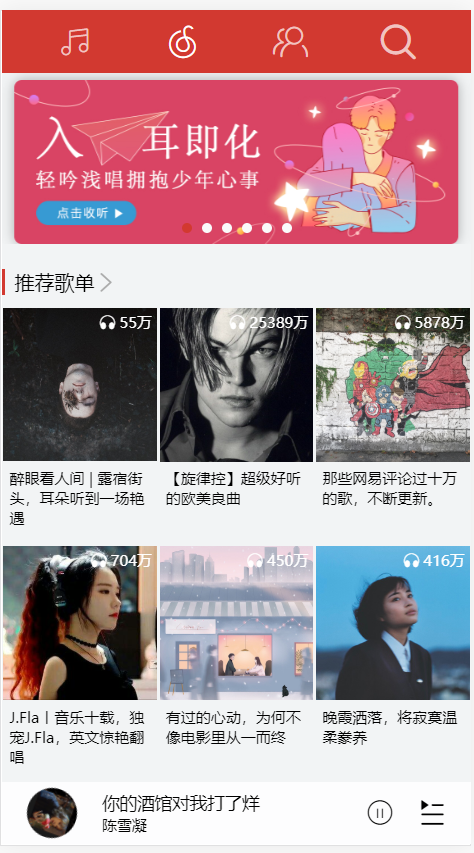 入耳即化
轻吟浅唱拥抱少年心事
点击收听
推荐歌单
55万
25389万
5878万
醉眼看人间 | 露宿街
头，耳朵听到一场艳
遇
【旋律控】超级好听
的欧美良曲
那些网易评论过十万
的歌，不断更新。
704万
450万
416万
J.Fla丨音乐十载，独
宠J.Fla，英文惊艳翻
唱
有过的心动，为何不
像电影里从一而终
晚霞洒落，将寂寞温
柔豢养
你的酒馆对我打了烊
陈雪凝